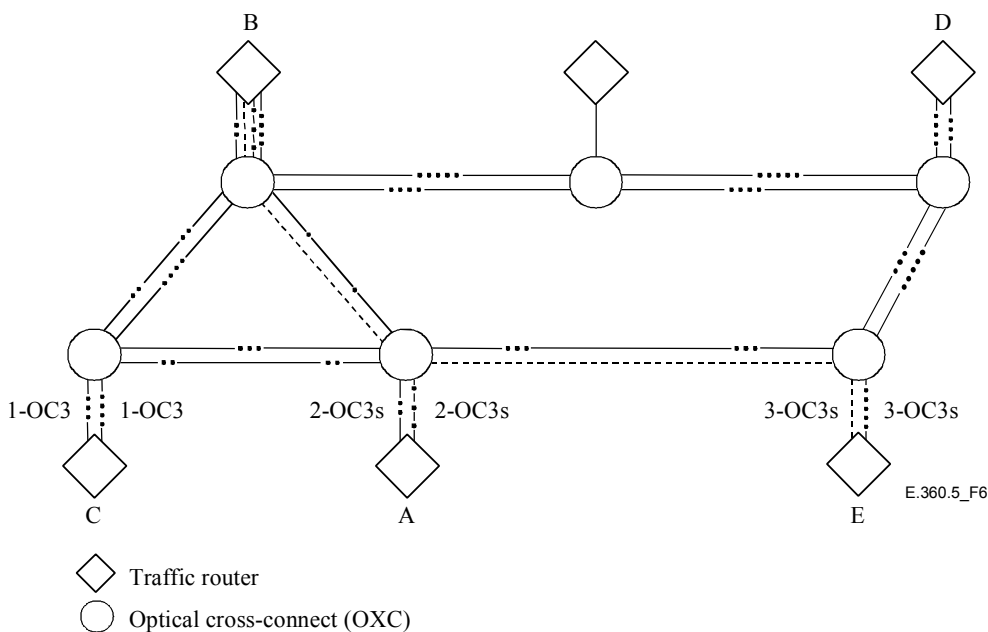 B
D
1-OC3 1-OC3 2-OC3s 2-OC3s 3-OC3s 3-OC3s
C A E E.360.5_F6
Traffic router
Optical cross-connect (OXC)